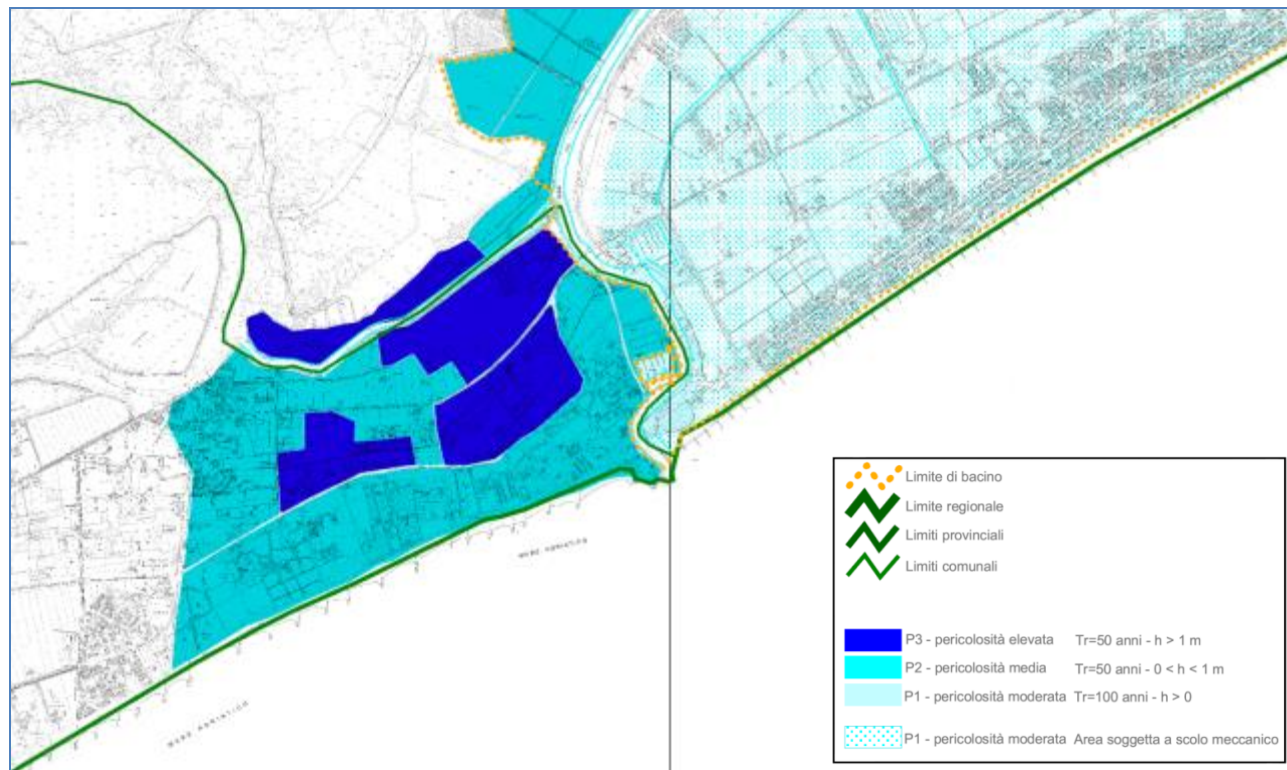 MARE ADRIATICO
MARE ADRIATICO
Limite di bacino
Limite regionale
Limiti provinciali
Limiti comunali
P3 - pericolosità elevata Tr=50 anni - h > 1 m
P2 - pericolosità media Tr=50 anni - 0 < h < 1 m
P1 - pericolosità moderata Tr=100 anni - h > 0
P1 - pericolosità moderata Area soggetta a scolo meccanico